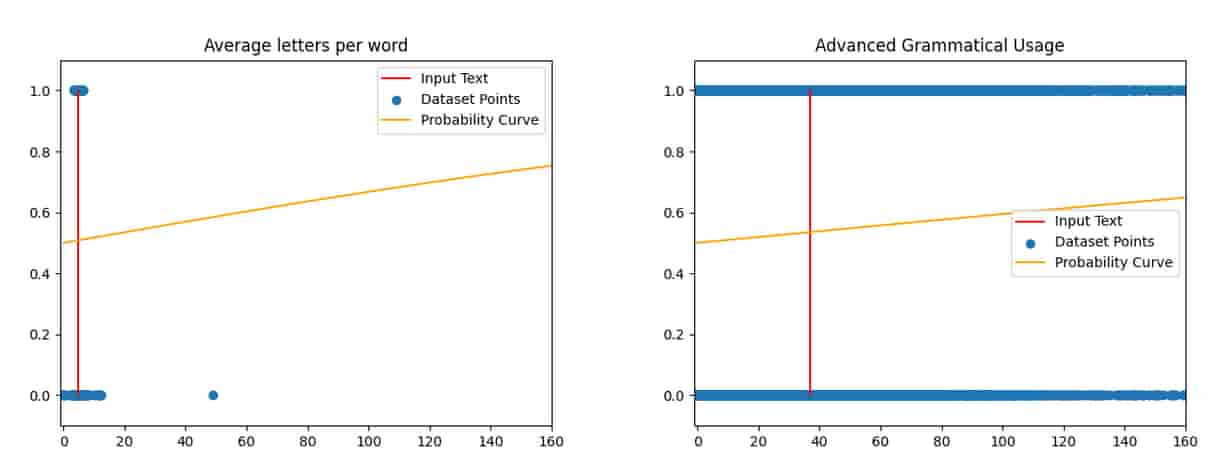 Average letters per word
Input Text
Dataset Points
Probability Curve
1.0
0.8
0.6
0.4
0.2
0.0
0 20 40 60 80 100 120 140 160
Advanced Grammatical Usage
1.0
0.8
0.6
0.4
0.2
0.0
Input Text
Dataset Points
Probability Curve
0 20 40 60 80 100 120 140 160